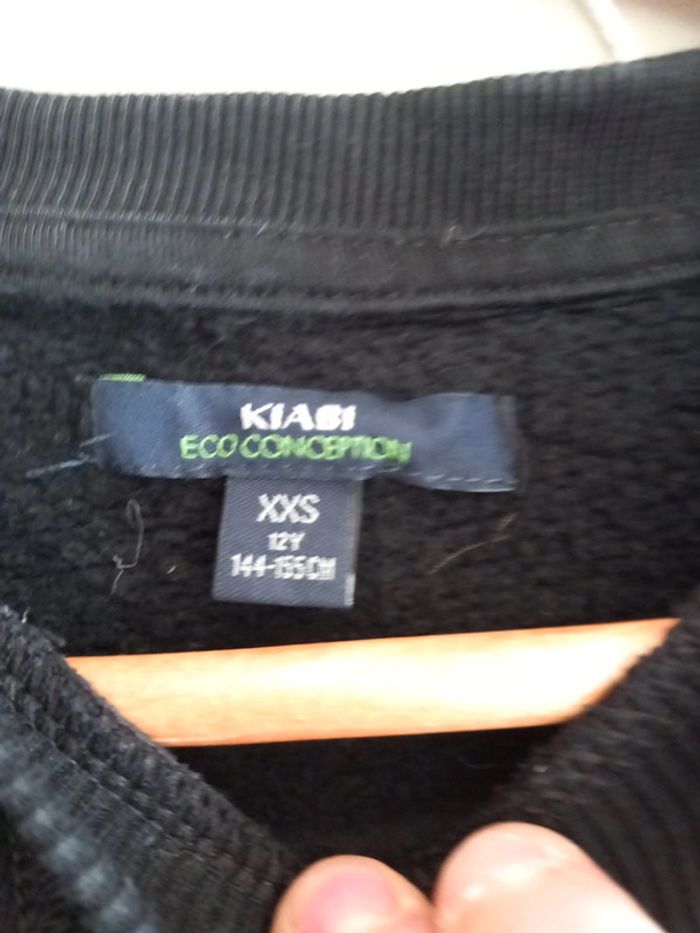 KIABI
ECO CONCEPTION
XXS
12Y
144-155CM